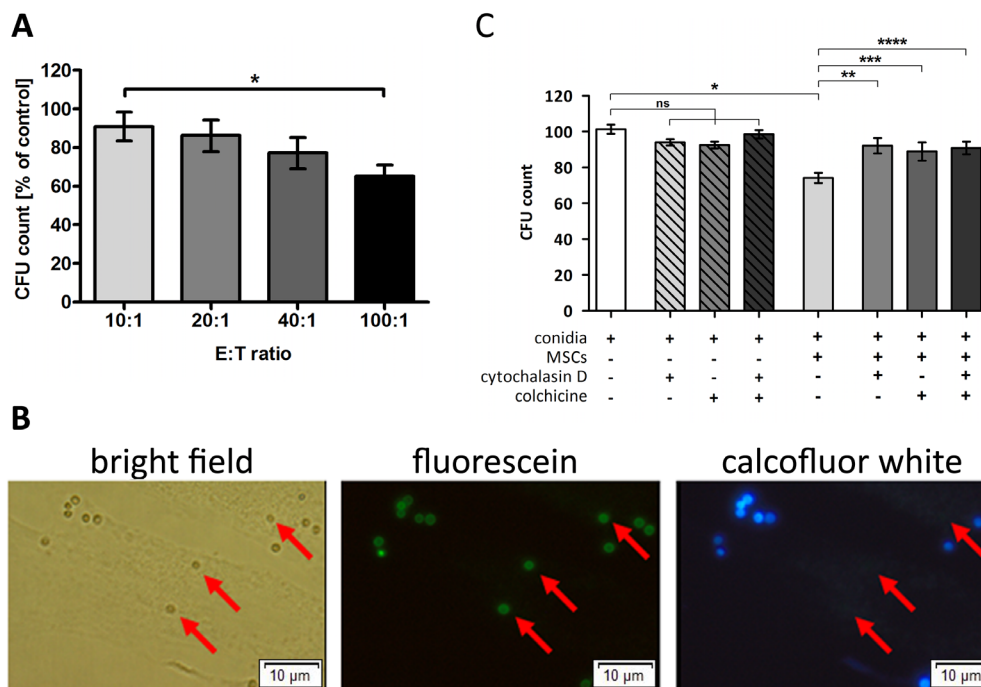 A
CFU count [% of control]
120
100
80
60
40
20
0
*
10:1 20:1 40:1 100:1
E:T ratio
C
CFU count
120
100
80
60
40
20
0
****
***
**
*
ns
conidia + + + + + + + +
MSCs - - - - + + + +
cytochalasin D - + - + - + - +
colchicine - - + + - - + +
B
bright field fluorescein calcofluor white
10 µm 10 µm 10 µm